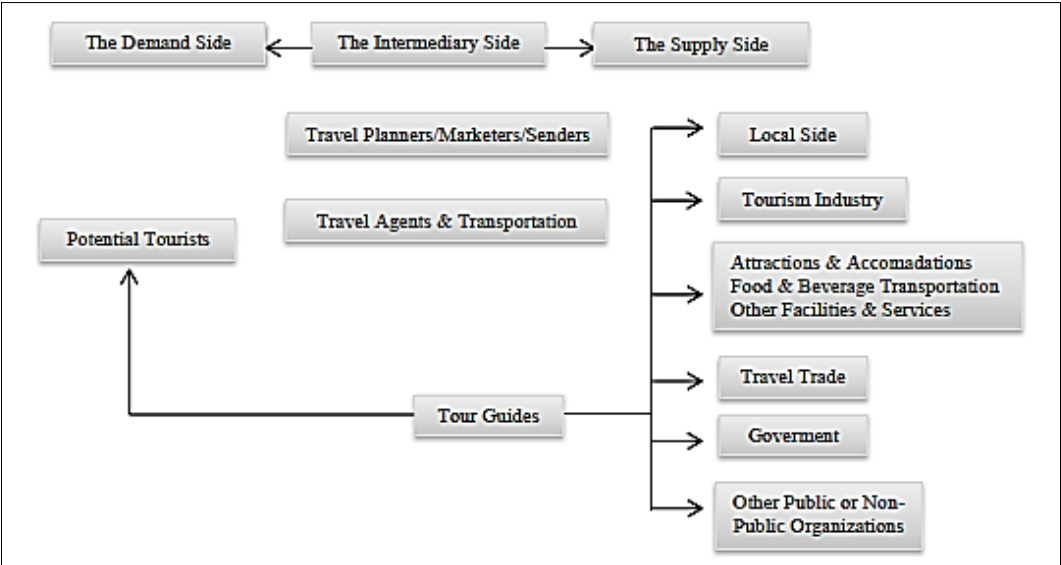 The Demand Side
The Intermediary Side
The Supply Side
Travel Planners/Marketers/Senders
Local Side
Travel Agents & Transportation
Tourism Industry
Potential Tourists
Attractions & Accomadations
Food & Beverage Transportation
Other Facilities & Services
Travel Trade
Tour Guides
Goverment
Other Public or Non-
Public Organizations